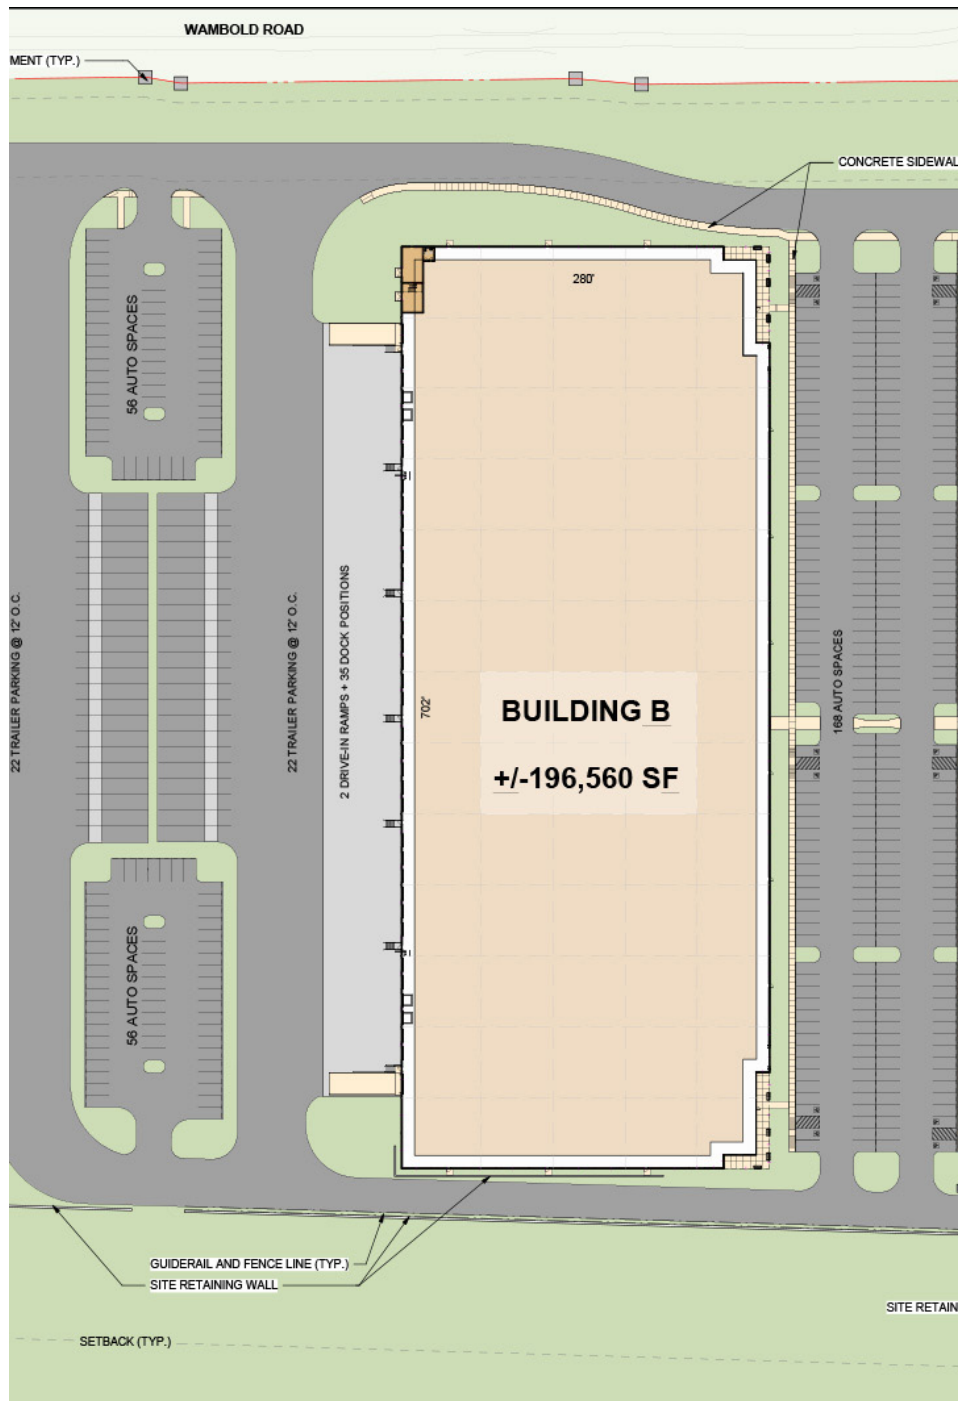 WAMBOLD ROAD
MENT (TYP.)
CONCRETE SIDEWAL
280'
56 AUTO SPACES
22 TRAILER PARKING @ 12' O.C.
22 TRAILER PARKING @ 12' O.C.
2 DRIVE-IN RAMPS + 35 DOCK POSITIONS
702'
BUILDING B
+/-196,560 SF
168 AUTO SPACES
56 AUTO SPACES
GUIDERAIL AND FENCE LINE (TYP.)
SITE RETAINING WALL
SITE RETAIN
SETBACK (TYP.)